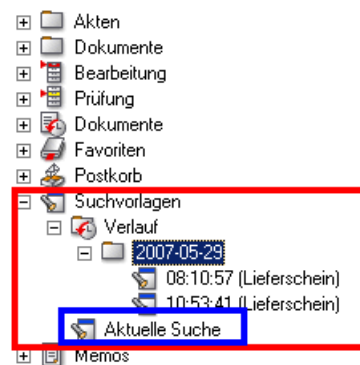 Akten
Dokumente
Bearbeitung
Prüfung
Dokumente
Favoriten
Postkorb
Suchvorlagen
Verlauf
2007-05-29
08:10:57 (Lieferschein)
10:53:41 (Lieferschein)
Aktuelle Suche
Memos